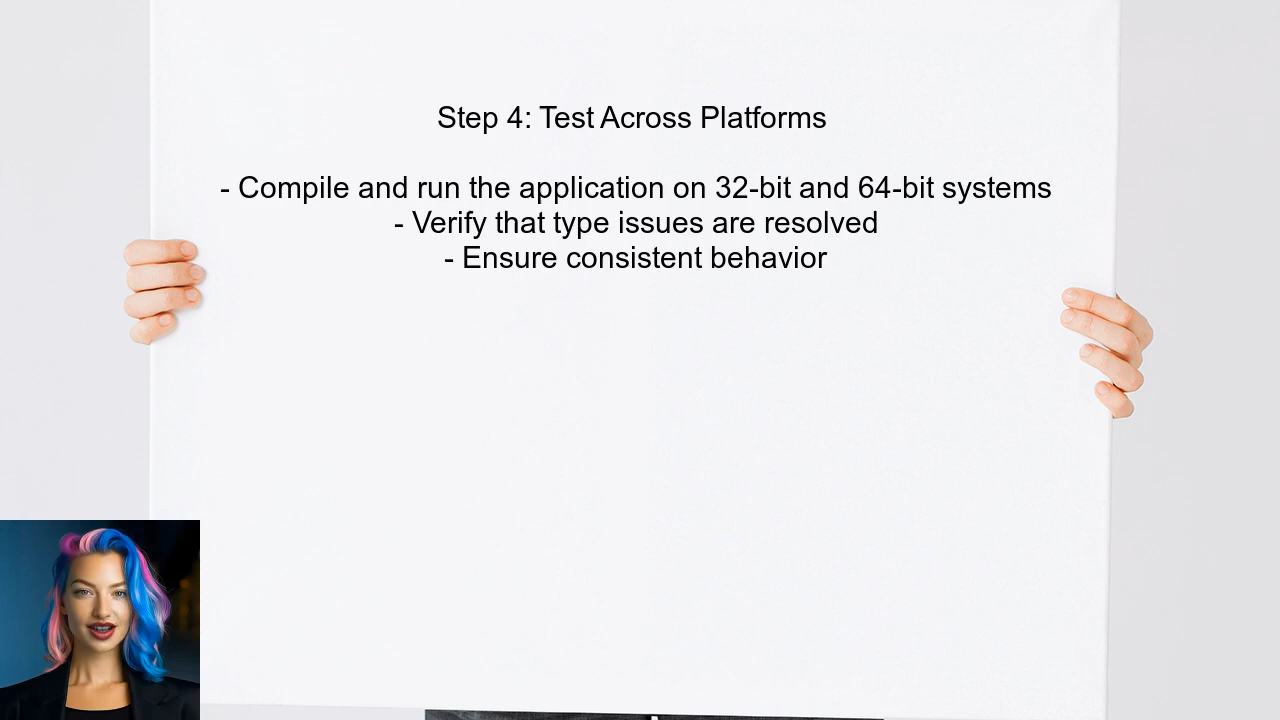 Step 4: Test Across Platforms
- Compile and run the application on 32-bit and 64-bit systems
- Verify that type issues are resolved
- Ensure consistent behavior